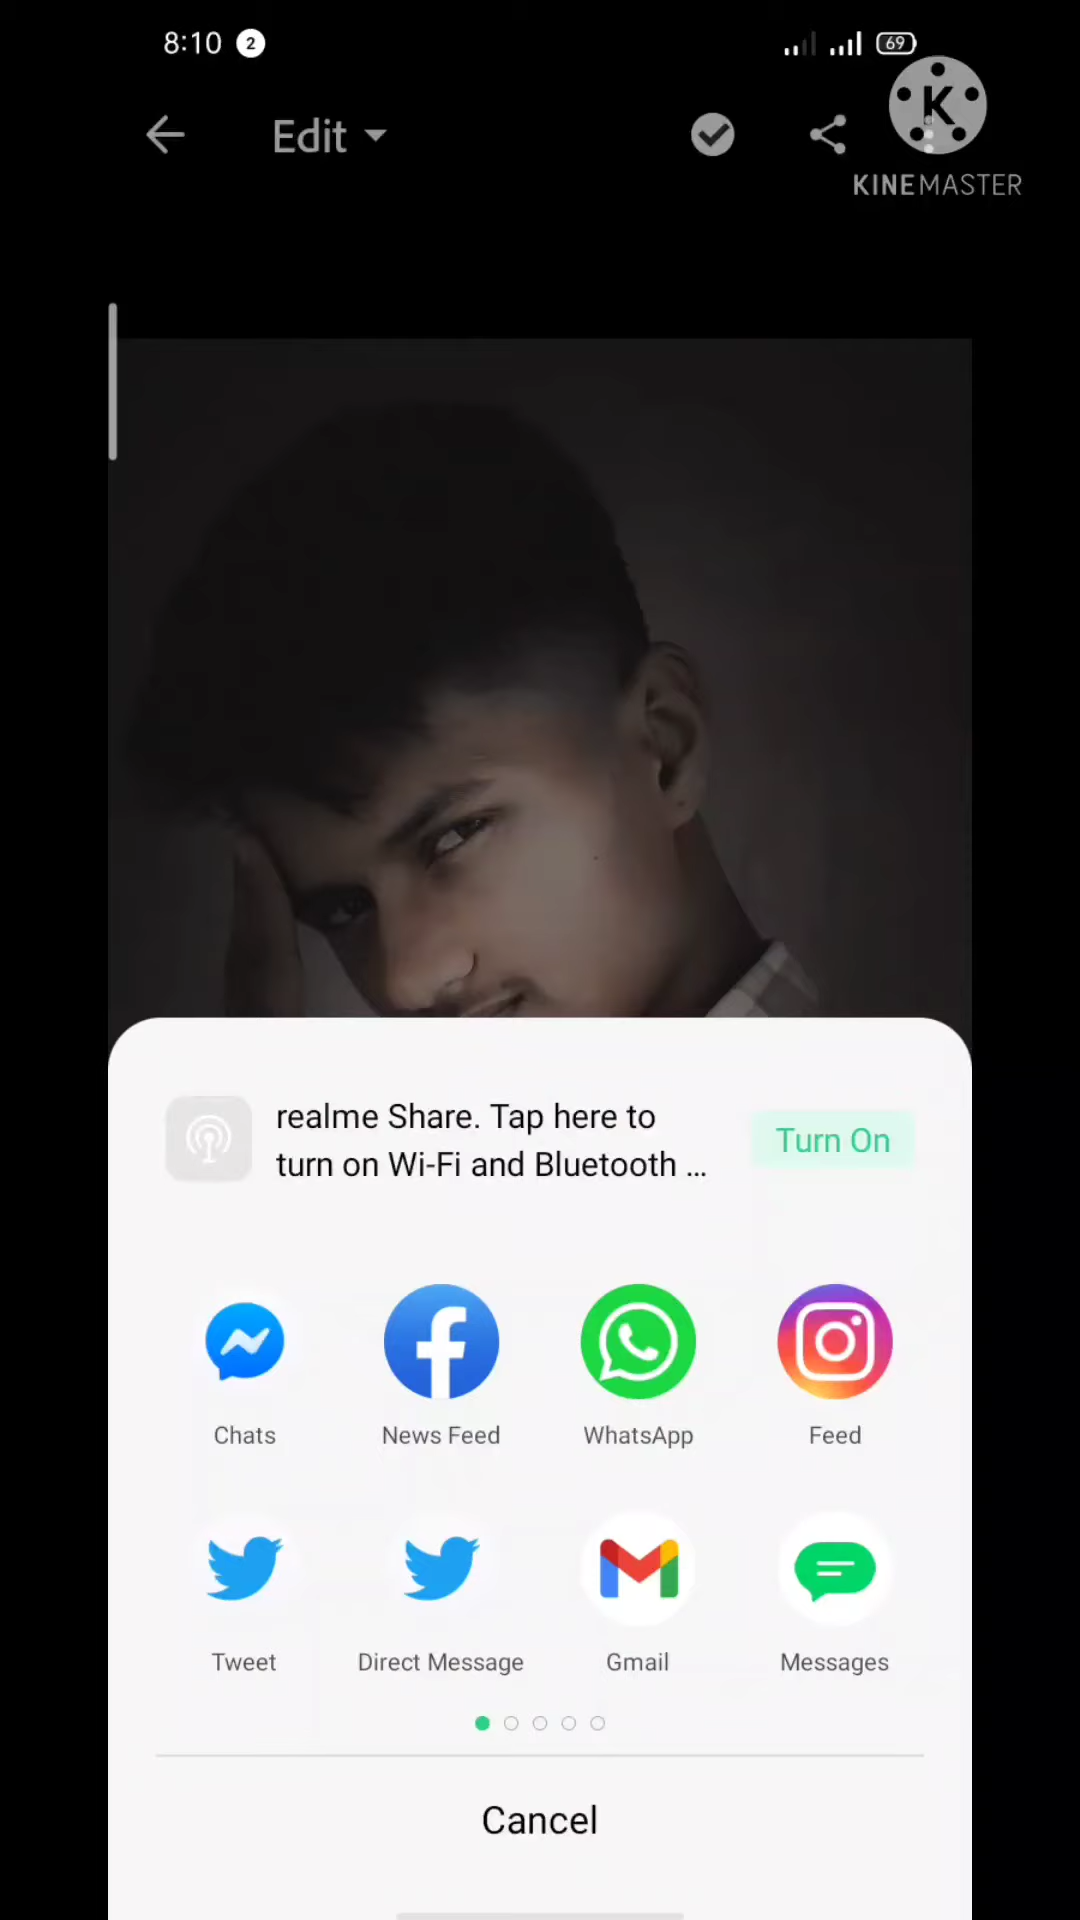 8:10 2
69
Edit
K
KINEMASTER
realme Share. Tap here to
turn on Wi-Fi and Bluetooth ...
Turn On
Chats
News Feed
WhatsApp
Feed
Tweet
Direct Message
Gmail
Messages
Cancel